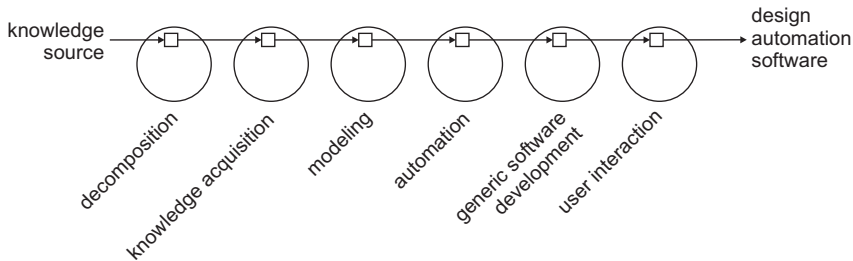 knowledge
source
design
automation
software
decomposition
knowledge acquisition
modeling
automation
generic software
development
user interaction